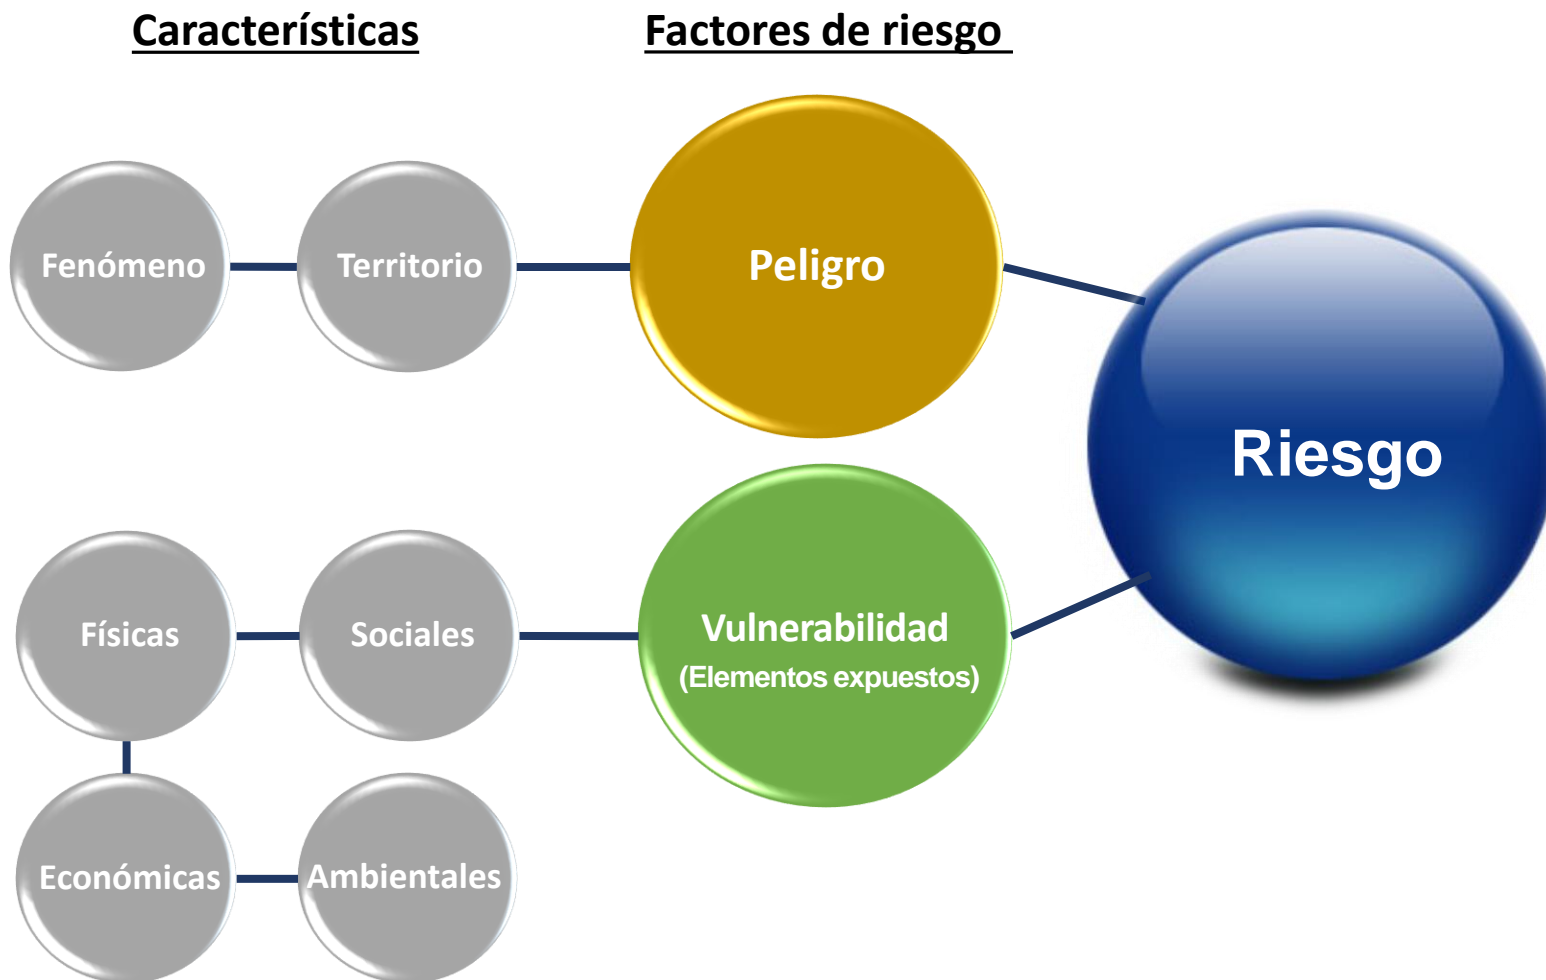 Características
Factores de riesgo
Fenómeno
Territorio
Peligro
Riesgo
Físicas
Sociales
Vulnerabilidad
(Elementos expuestos)
Económicas
Ambientales